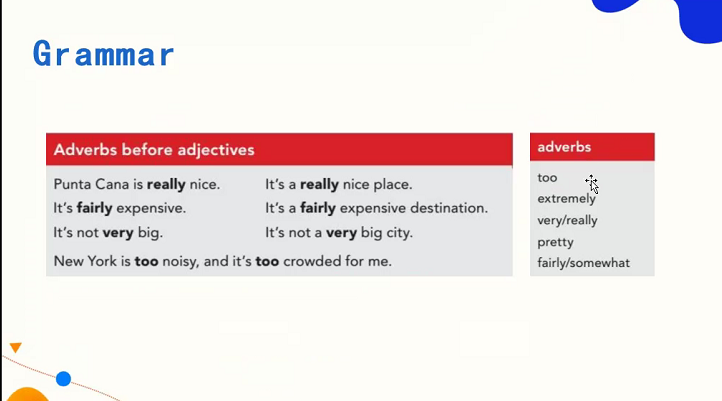 Grammar
Adverbs before adjectives
Punta Cana is really nice. It's a really nice place.
It's fairly expensive. It's a fairly expensive destination.
It's not very big. It's not a very big city.
New York is too noisy, and it's too crowded for me.
adverbs
too
extremely
very/really
pretty
fairly/somewhat